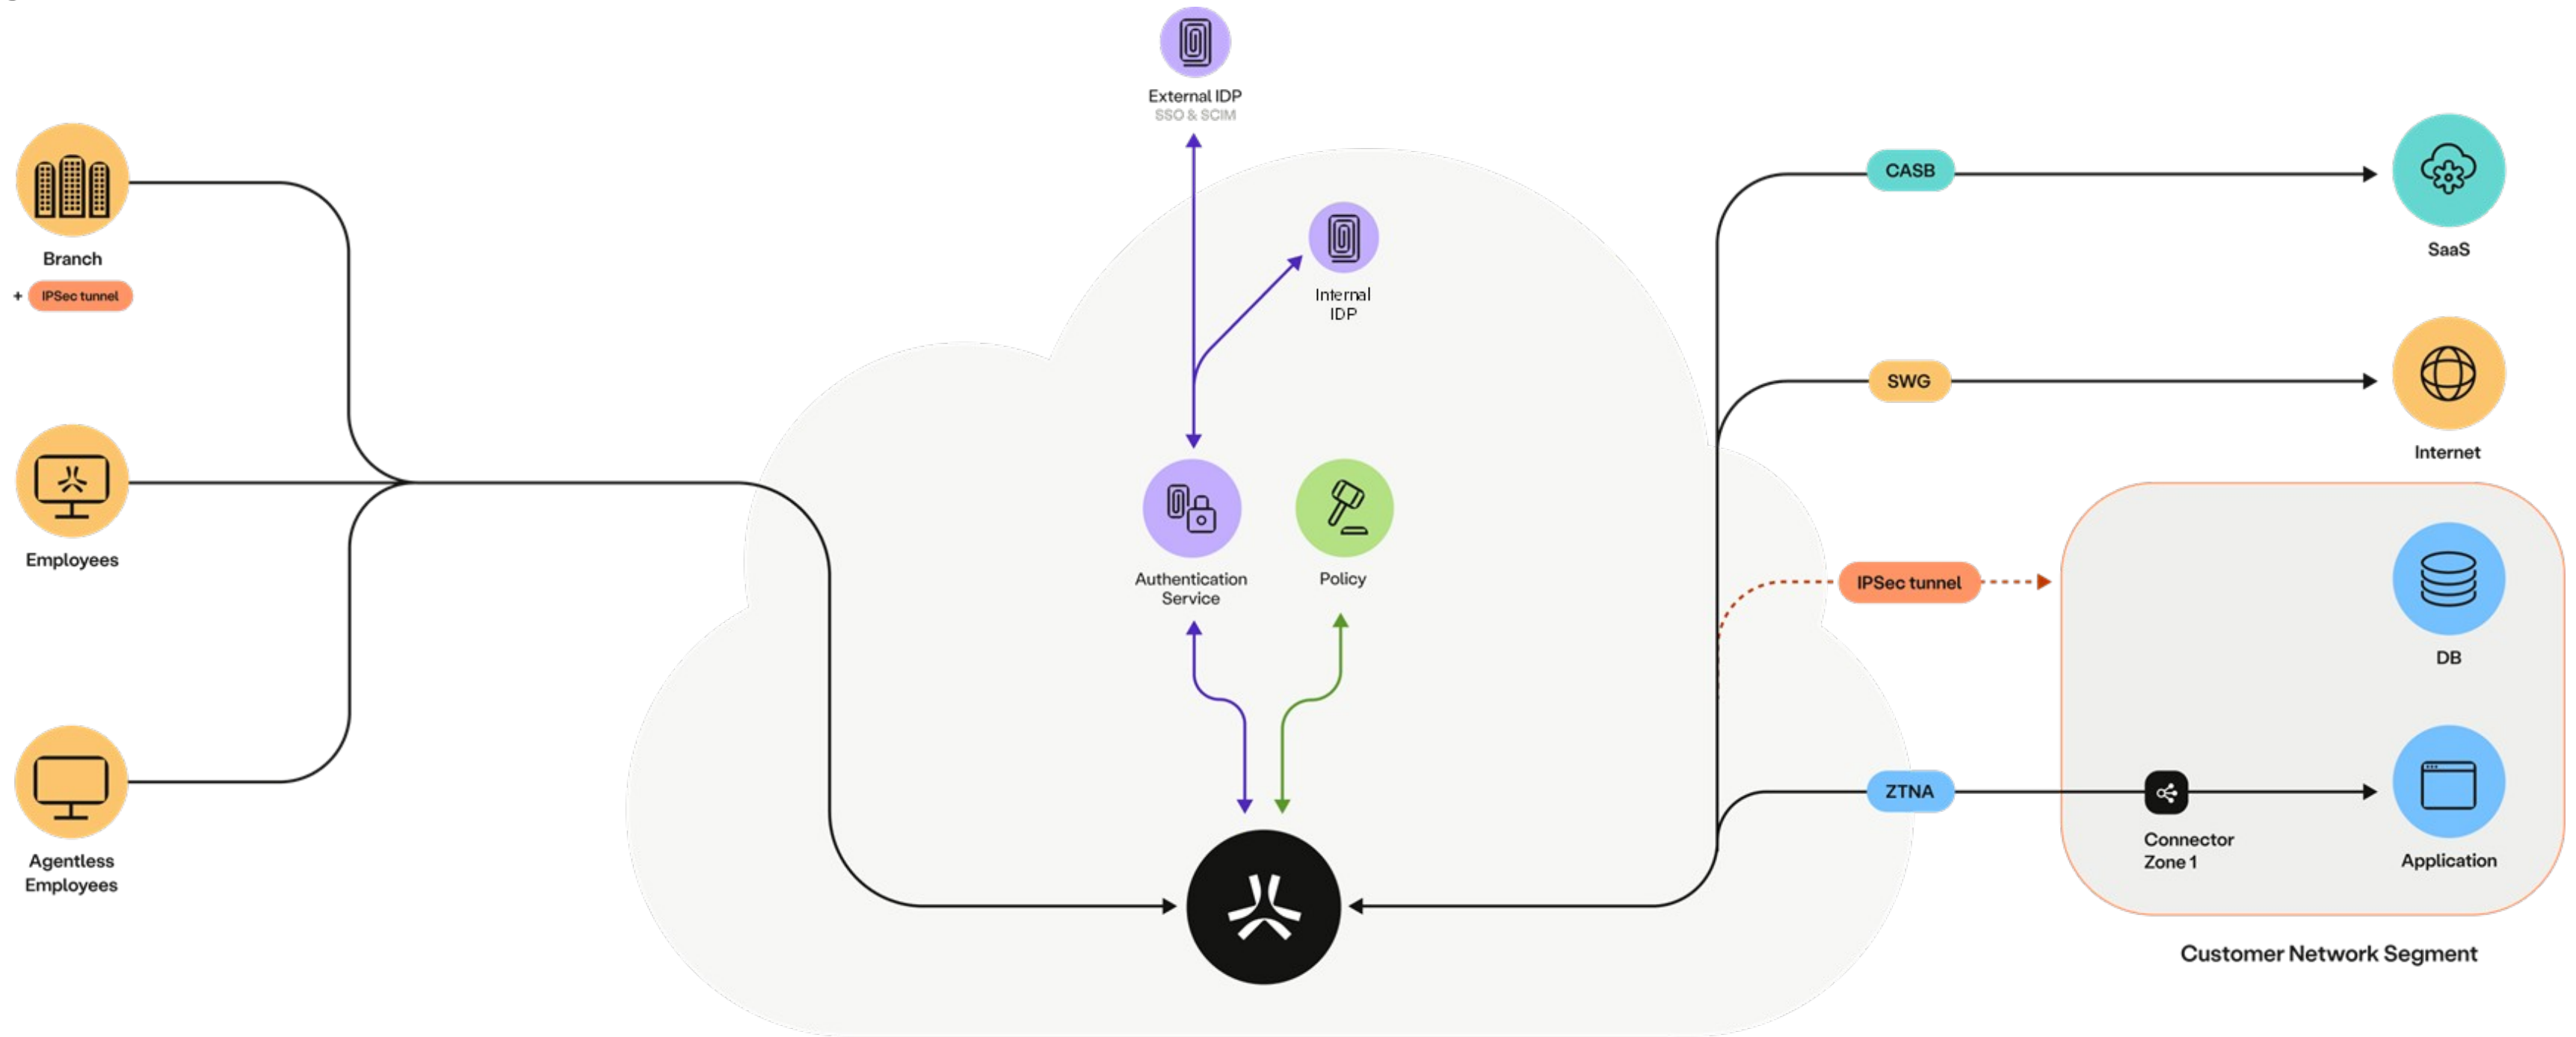 External IDP
SSO & SCIM
Branch
+ IPSec tunnel
Employees
Agentless
Employees
Internal
IDP
Authentication
Service
Policy
CASB
SaaS
SWG
Internet
IPSec tunnel
DB
ZTNA
Connector
Zone 1
Application
Customer Network Segment